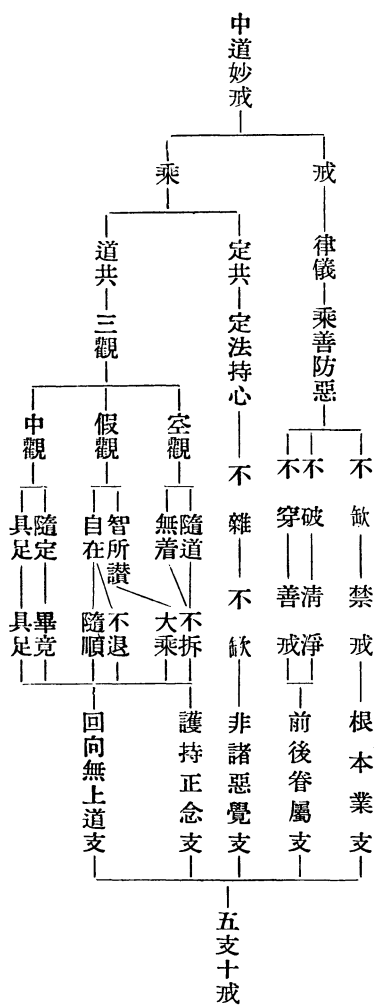 中道妙戒
戒
乘
律儀
乘善防惡
不缺
禁戒
根本業支
不破
清淨
不穿
善戒
前後眷屬支
定共
定法持心
不雜
不缺
非諸惡覺支
道共
三觀
空觀
隨道
無着
假觀
智所讃
自在
中觀
隨定
具足
不拆
大乘
不退
隨順
畢竟
具足
護持正念支
回向無上道支
五支十戒